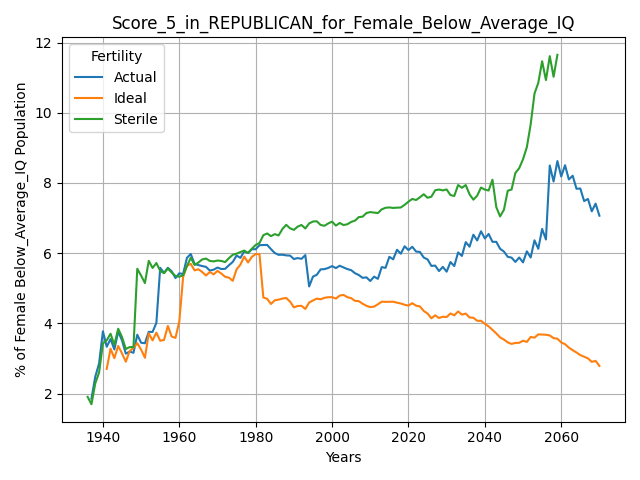 Score_5_in_REPUBLICAN_for_Female_Below_Average_IQ
% of Female Below_Average_IQ Population
12
10
8
6
4
2
Fertility
Actual
Ideal
Sterile
1940 1960 1980 2000 2020 2040 2060
Years